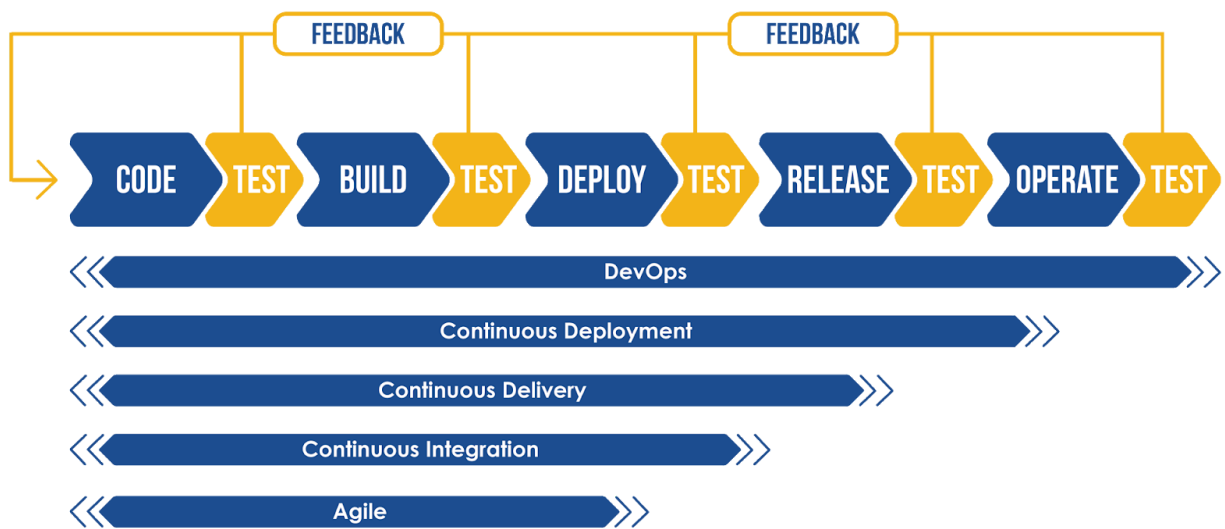 FEEDBACK FEEDBACK
CODE TEST BUILD TEST DEPLOY TEST RELEASE TEST OPERATE TEST
DevOps
Continuous Deployment
Continuous Delivery
Continuous Integration
Agile